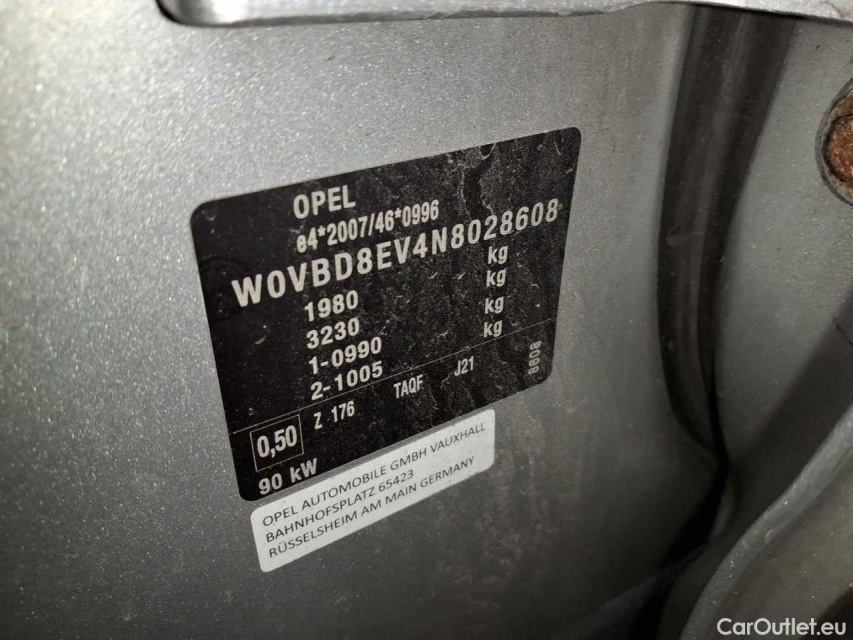 OPEL
e4*2007/46*0996
W0VBD8EV4N8028608
1980 kg
3230 kg
1-0990 kg
2-1005 kg
0,50 Z 176 TAQF J21 8808
90 kW
OPEL AUTOMOBILE GMBH VAUXHALL
BAHNHOFSPLATZ 65423
RÜSSELSHEIM AM MAIN GERMANY
CarOutlet.eu